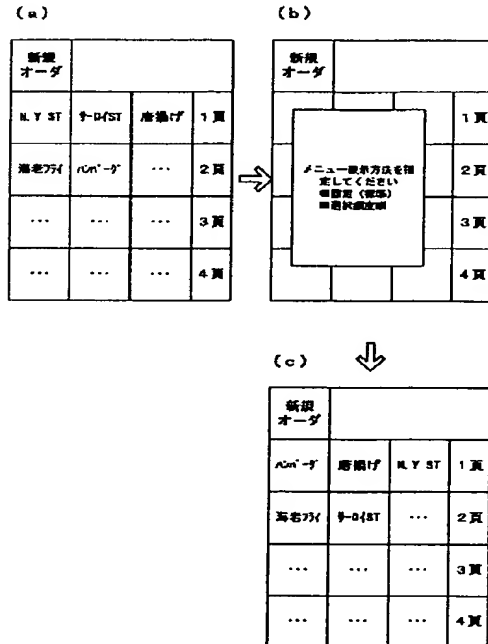 (a)
新規
オーダ
N.Y ST ｻｰﾛｲST 唐揚げ 1頁
海老ﾌﾗｲ ﾊﾝﾊﾞｰｸﾞ ... 2頁
... ... ... 3頁
... ... ... 4頁
(b)
新規
オーダ
1頁
メニュー表示方法を指
定してください
2頁
■固定(標準)
■選択頻度順
3頁
4頁
(c)
新規
オーダ
ﾊﾝﾊﾞｰｸﾞ 唐揚げ N.Y ST 1頁
海老ﾌﾗｲ ｻｰﾛｲST ... 2頁
... ... ... 3頁
... ... ... 4頁